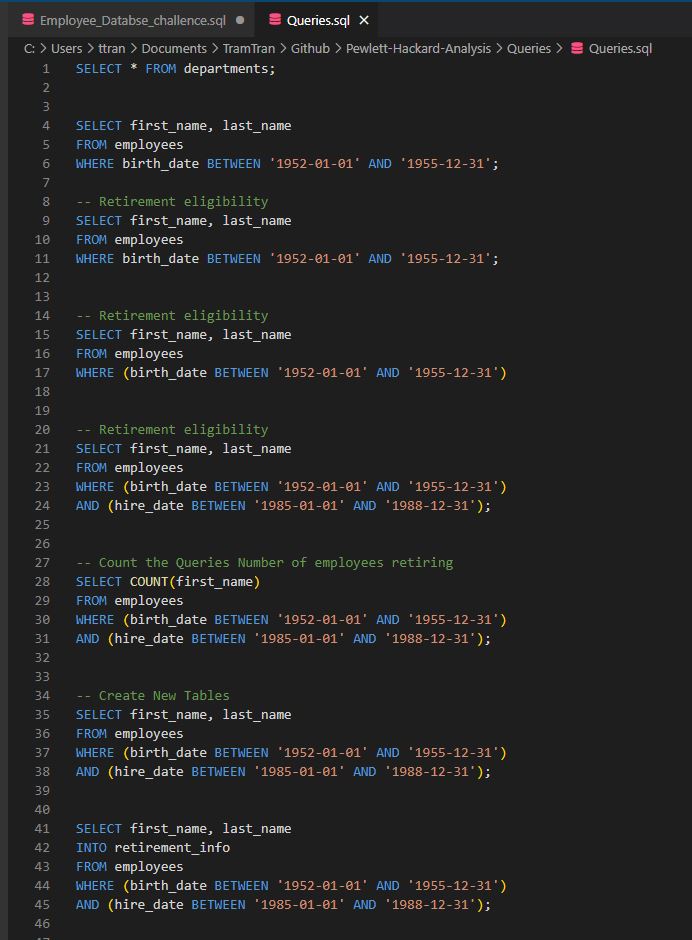 Employee_Databse_challence.sql ● Queries.sql ×
C: > Users > ttran > Documents > TramTran > Github > Pewlett-Hackard-Analysis > Queries > Queries.sql
1 SELECT * FROM departments;
2
3
4 SELECT first_name, last_name
5 FROM employees
6 WHERE birth_date BETWEEN '1952-01-01' AND '1955-12-31';
7
8 -- Retirement eligibility
9 SELECT first_name, last_name
10 FROM employees
11 WHERE birth_date BETWEEN '1952-01-01' AND '1955-12-31';
12
13
14 -- Retirement eligibility
15 SELECT first_name, last_name
16 FROM employees
17 WHERE (birth_date BETWEEN '1952-01-01' AND '1955-12-31')
18
19
20 -- Retirement eligibility
21 SELECT first_name, last_name
22 FROM employees
23 WHERE (birth_date BETWEEN '1952-01-01' AND '1955-12-31')
24 AND (hire_date BETWEEN '1985-01-01' AND '1988-12-31');
25
26
27 -- Count the Queries Number of employees retiring
28 SELECT COUNT(first_name)
29 FROM employees
30 WHERE (birth_date BETWEEN '1952-01-01' AND '1955-12-31')
31 AND (hire_date BETWEEN '1985-01-01' AND '1988-12-31');
32
33
34 -- Create New Tables
35 SELECT first_name, last_name
36 FROM employees
37 WHERE (birth_date BETWEEN '1952-01-01' AND '1955-12-31')
38 AND (hire_date BETWEEN '1985-01-01' AND '1988-12-31');
39
40
41 SELECT first_name, last_name
42 INTO retirement_info
43 FROM employees
44 WHERE (birth_date BETWEEN '1952-01-01' AND '1955-12-31')
45 AND (hire_date BETWEEN '1985-01-01' AND '1988-12-31');
46